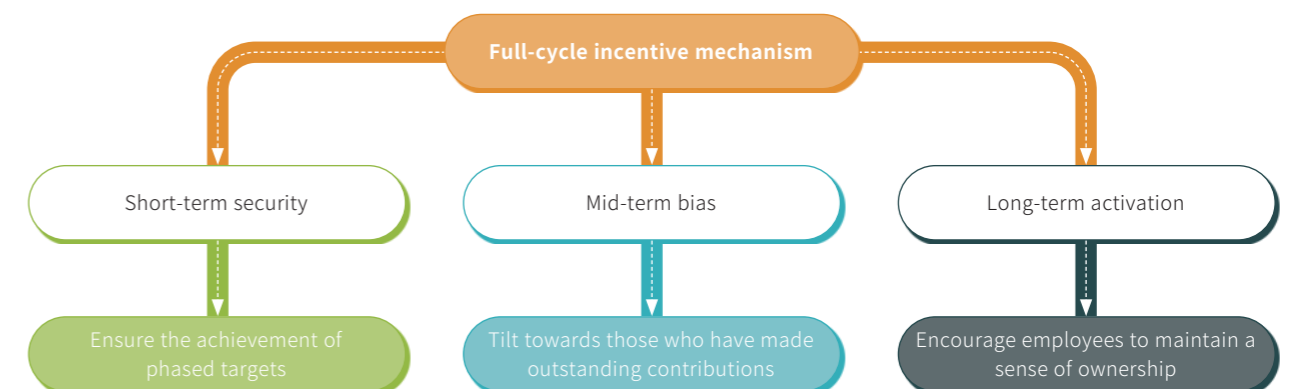 Full-cycle incentive mechanism
Short-term security
Mid-term bias
Long-term activation
Ensure the achievement of
phased targets
Tilt towards those who have made
outstanding contributions
Encourage employees to maintain a
sense of ownership